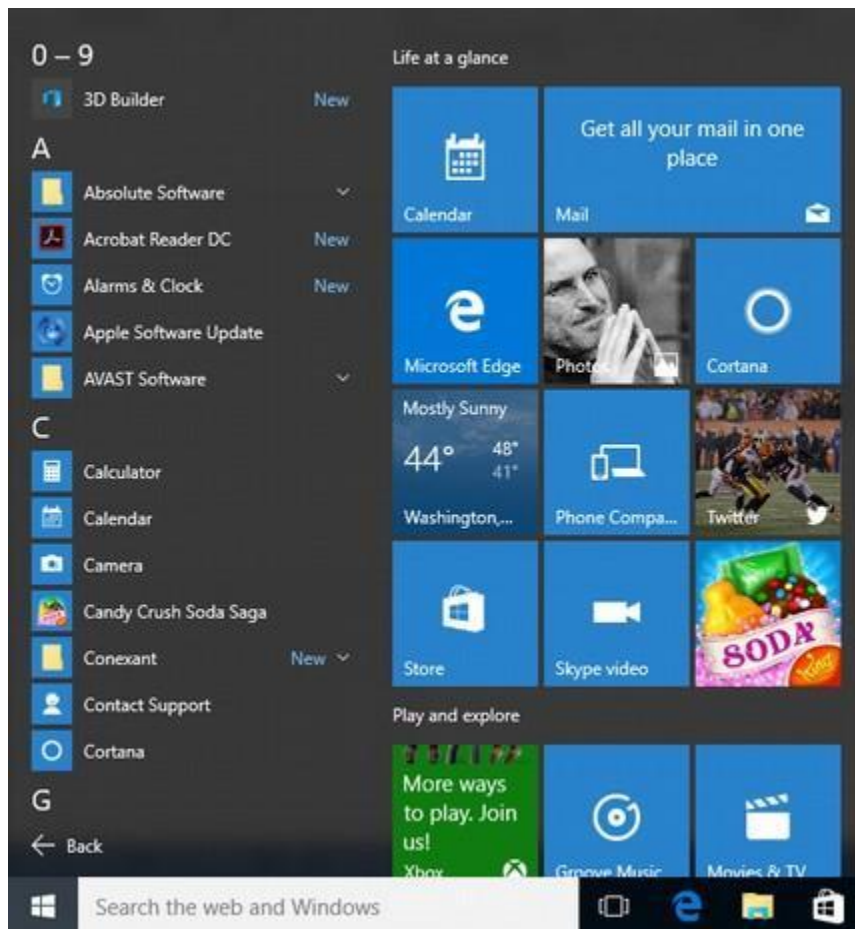 0 – 9
3D Builder New
A
Absolute Software
Acrobat Reader DC New
Alarms & Clock New
Apple Software Update
AVAST Software
C
Calculator
Calendar
Camera
Candy Crush Soda Saga
Conexant New
Contact Support
Cortana
G
Back
Life at a glance
Calendar
Get all your mail in one
place
Mail
Microsoft Edge
Photos
Cortana
Mostly Sunny
44° 48°
41°
Washington,...
Phone Compa...
Twitter
Store
Skype video
SODA
King
Play and explore
More ways
to play. Join
us!
Xbox
Groove Music
Movies & TV
Search the web and Windows